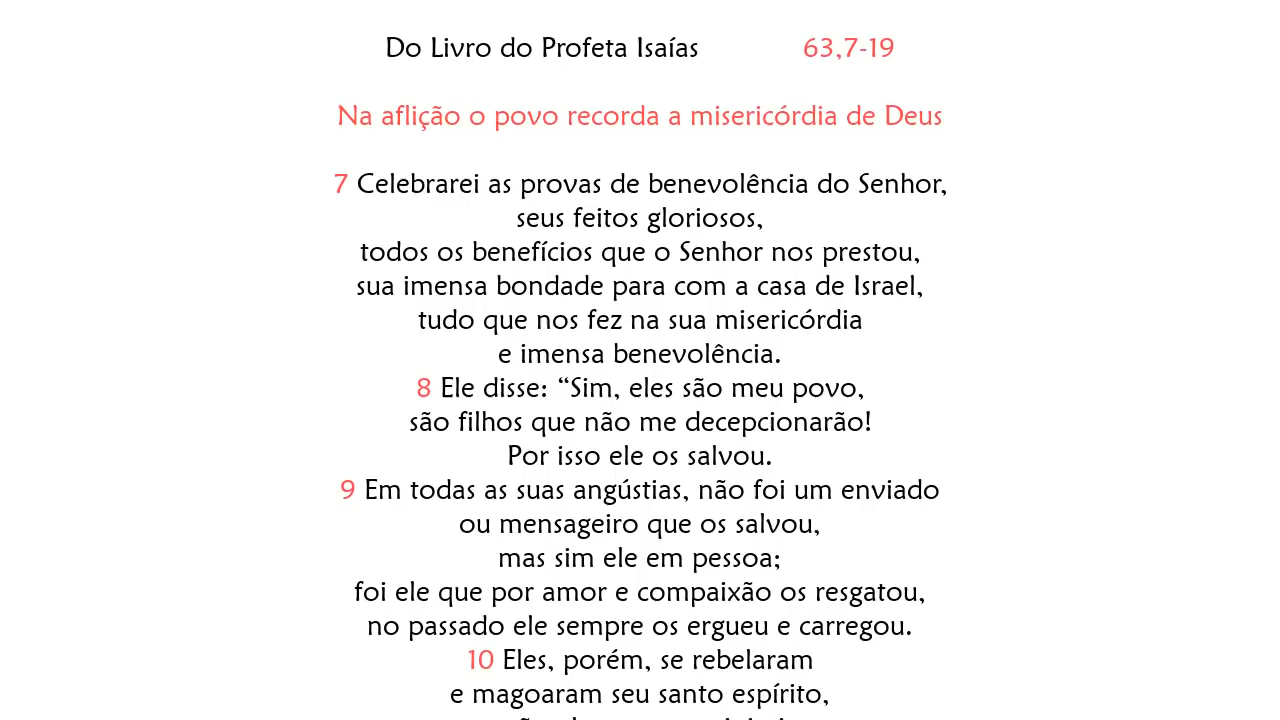 Do Livro do Profeta Isaías 63,7-19
Na aflição o povo recorda a misericórdia de Deus
7 Celebrarei as provas de benevolência do Senhor,
seus feitos gloriosos,
todos os benefícios que o Senhor nos prestou,
sua imensa bondade para com a casa de Israel,
tudo que nos fez na sua misericórdia
e imensa benevolência.
8 Ele disse: “Sim, eles são meu povo,
são filhos que não me decepcionarão!
Por isso ele os salvou.
9 Em todas as suas angústias, não foi um enviado
ou mensageiro que os salvou,
mas sim ele em pessoa;
foi ele que por amor e compaixão os resgatou,
no passado ele sempre os ergueu e carregou.
10 Eles, porém, se rebelaram
e magoaram seu santo espírito,